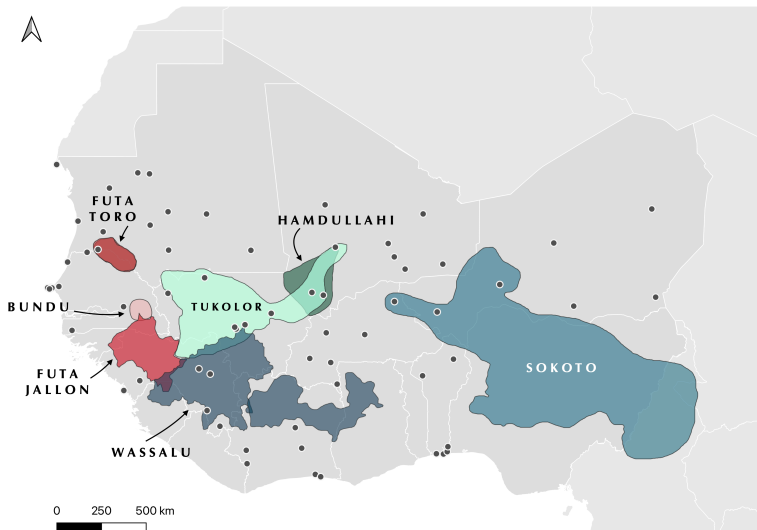 FUTA
TORO
HAMDULLAHI
BUNDU
TUKOLOR
FUTA
JALLON
SOKOTO
WASSALU
0 250 500 km